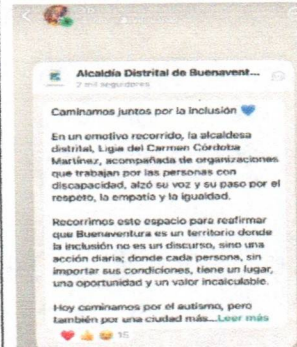 Alcaldía Distrital de Buenavent...
2 mil seguidores
Caminamos juntos por la inclusión 💙
En un emotivo recorrido, la alcaldesa
distrital, Ligia del Carmen Córdoba
Martínez, acompañada de organizaciones
que trabajan por las personas con
discapacidad, alzó su voz y su paso por el
respeto, la empatía y la igualdad.
Recorrimos este espacio para reafirmar
que Buenaventura es un territorio donde
la inclusión no es un discurso, sino una
acción diaria; donde cada persona, sin
importar sus condiciones, tiene un lugar,
una oportunidad y un valor incalculable.
Hoy caminamos por el autismo, pero
también por una ciudad más...Leer más
15